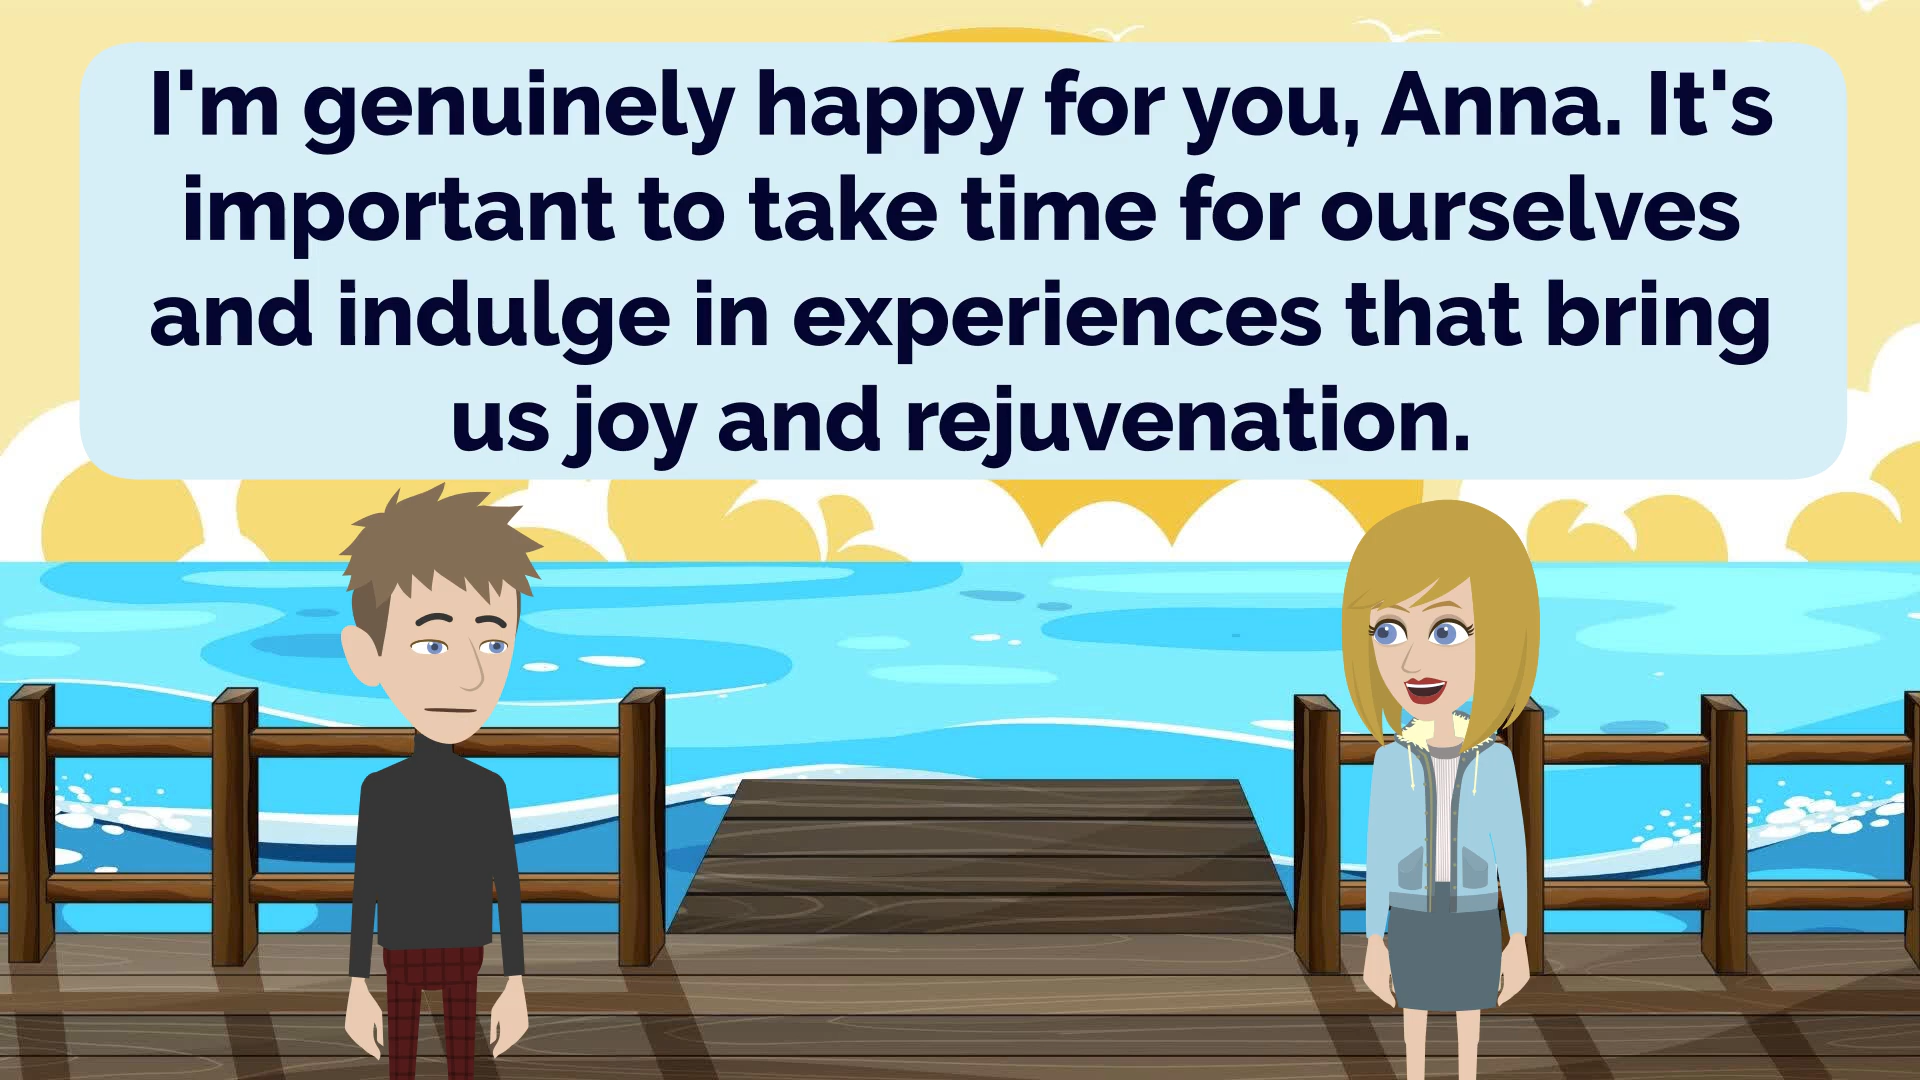 I'm genuinely happy for you, Anna. It's
important to take time for ourselves
and indulge in experiences that bring
us joy and rejuvenation.